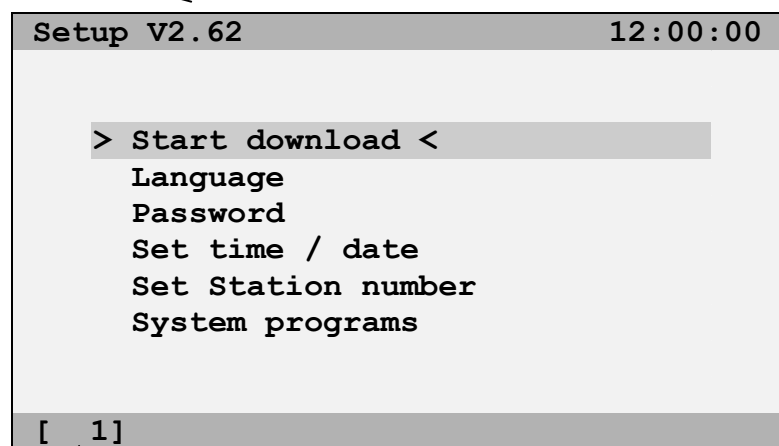 Setup V2.62 12:00:00
> Start download <
Language
Password
Set time / date
Set Station number
System programs
[ 1]